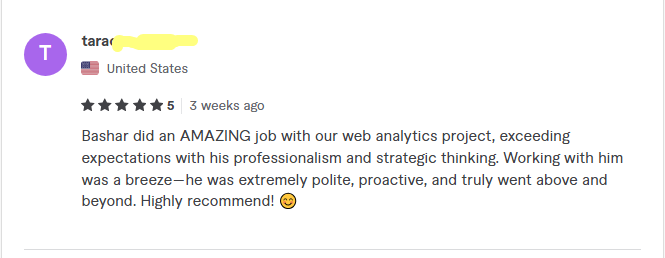 T
United States
★★★★★ 5 | 3 weeks ago
Bashar did an AMAZING job with our web analytics project, exceeding
expectations with his professionalism and strategic thinking. Working with him
was a breeze—he was extremely polite, proactive, and truly went above and
beyond. Highly recommend! 😊